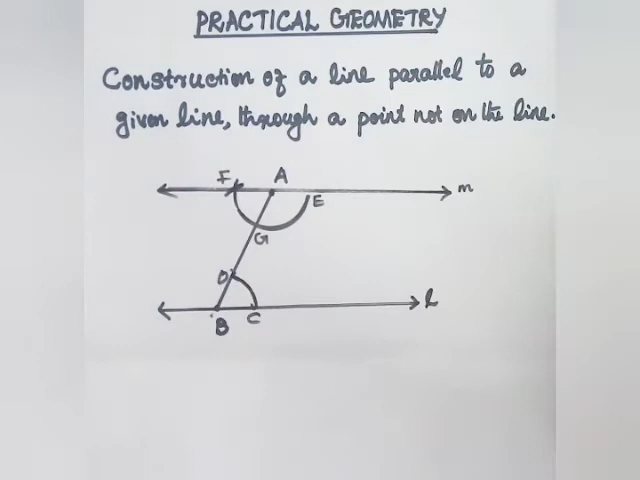 PRACTICAL GEOMETRY
Construction of a line parallel to a
given line, through a point not on the line.
F A
E
m
G
D
B C
l